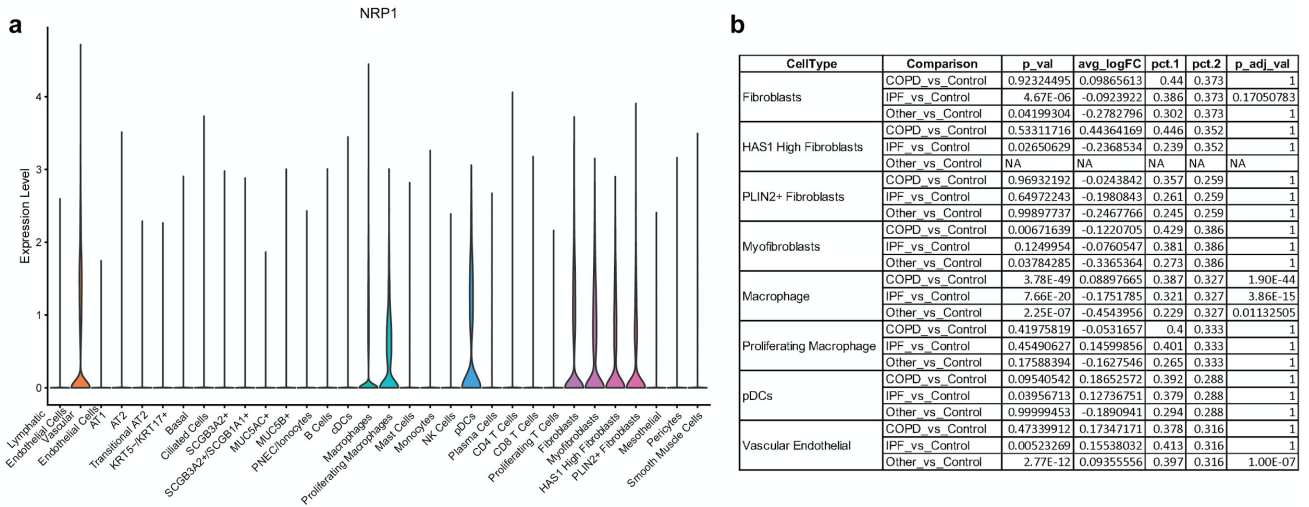 a
NRP1
Expression Level
4
3
2
1
0
Lymphatic
Endothelial Cells
Vascular
Endothelial Cells
AT1
AT2
Transitional AT2
KRT5−/KRT17+
Basal
Ciliated Cells
SCGB3A2+
SCGB3A2+/SCGB1A1+
MUC5AC+
MUC5B+
PNEC/Ionocytes
B Cells
cDCs
Macrophages
Proliferating Macrophages
Mast Cells
Monocytes
NK Cells
pDCs
Plasma Cells
CD4 T Cells
CD8 T Cells
Proliferating T Cells
Fibroblasts
Myofibroblasts
HAS1 High Fibroblasts
PLIN2+ Fibroblasts
Mesothelial
Pericytes
Smooth Muscle Cells
b
CellType Comparison p_val avg_logFC pct.1 pct.2 p_adj_val
Fibroblasts
COPD_vs_Control 0.92324495 0.09865613 0.44 0.373 1
IPF_vs_Control 4.67E-06 -0.0923922 0.386 0.373 0.17050783
Other_vs_Control 0.04199304 -0.2782796 0.302 0.373 1
HAS1 High Fibroblasts
COPD_vs_Control 0.53311716 0.44364169 0.446 0.352 1
IPF_vs_Control 0.02650629 -0.2368534 0.239 0.352 1
Other_vs_Control NA NA NA NA NA
PLIN2+ Fibroblasts
COPD_vs_Control 0.96932192 -0.0243842 0.357 0.259 1
IPF_vs_Control 0.64972243 -0.1980843 0.261 0.259 1
Other_vs_Control 0.99897737 -0.2467766 0.245 0.259 1
Myofibroblasts
COPD_vs_Control 0.00671639 -0.1220705 0.429 0.386 1
IPF_vs_Control 0.1249954 -0.0760547 0.381 0.386 1
Other_vs_Control 0.03784285 -0.3365364 0.273 0.386 1
Macrophage
COPD_vs_Control 3.78E-49 0.08897665 0.387 0.327 1.90E-44
IPF_vs_Control 7.66E-20 -0.1751785 0.321 0.327 3.86E-15
Other_vs_Control 2.25E-07 -0.4543956 0.229 0.327 0.01132505
Proliferating Macrophage
COPD_vs_Control 0.41975819 -0.0531657 0.4 0.333 1
IPF_vs_Control 0.45490627 0.14599856 0.401 0.333 1
Other_vs_Control 0.17588394 -0.1627546 0.265 0.333 1
pDCs
COPD_vs_Control 0.09540542 0.18652572 0.392 0.288 1
IPF_vs_Control 0.03956713 0.12736751 0.379 0.288 1
Other_vs_Control 0.99999453 -0.1890941 0.294 0.288 1
Vascular Endothelial
COPD_vs_Control 0.47339912 0.17347171 0.378 0.316 1
IPF_vs_Control 0.00523269 0.15538032 0.413 0.316 1
Other_vs_Control 2.77E-12 0.09355556 0.397 0.316 1.00E-07